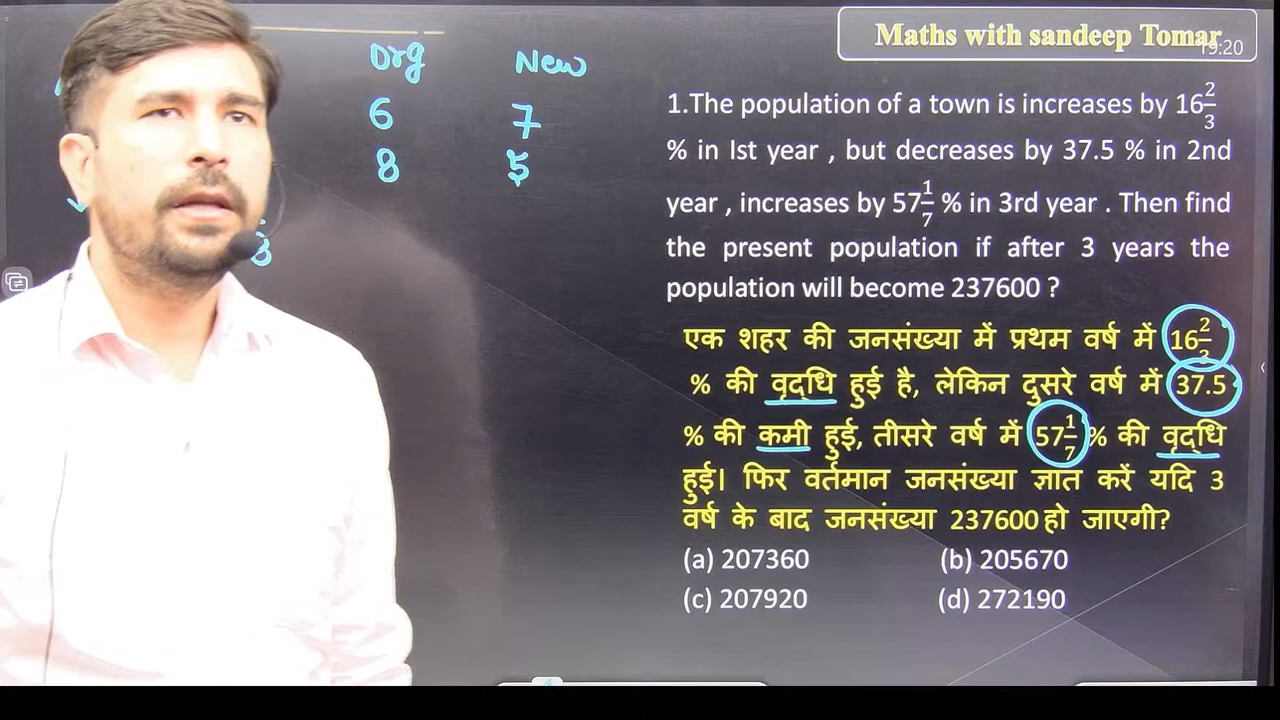 Maths with sandeep Tomar
19:20
Org New
6 7
8 5
3
1.The population of a town is increases by 16 2/3
% in Ist year , but decreases by 37.5 % in 2nd
year , increases by 57 1/7 % in 3rd year . Then find
the present population if after 3 years the
population will become 237600 ?
एक शहर की जनसंख्या में प्रथम वर्ष में 16 2/3
% की वृद्धि हुई है, लेकिन दुसरे वर्ष में 37.5
% की कमी हुई, तीसरे वर्ष में 57 1/7 % की वृद्धि
हुई। फिर वर्तमान जनसंख्या ज्ञात करें यदि 3
वर्ष के बाद जनसंख्या 237600 हो जाएगी?
(a) 207360 (b) 205670
(c) 207920 (d) 272190